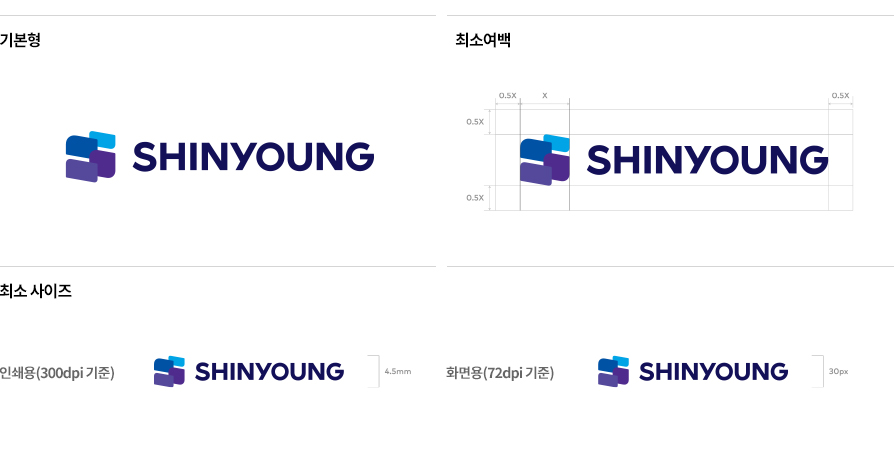 기본형
최소여백
SHINYOUNG
0.5X
X
0.5X
0.5X
SHINYOUNG
0.5X
최소 사이즈
인쇄용(300dpi 기준)
SHINYOUNG
4.5mm
화면용(72dpi 기준)
SHINYOUNG
30px